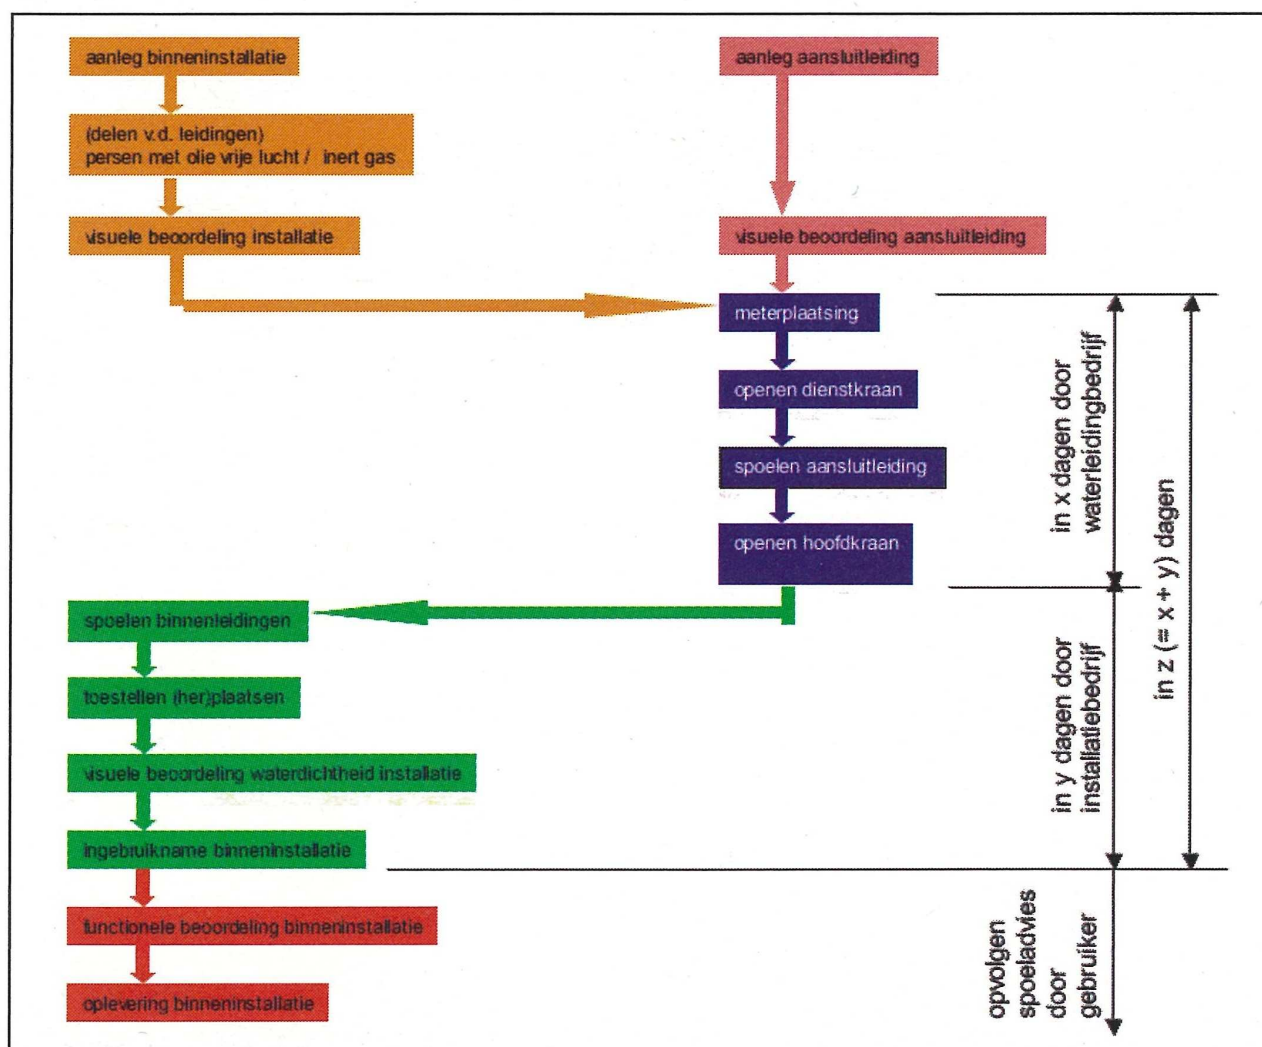 aanleg binneninstallatie
(delen v.d. leidingen)
persen met olie vrije lucht / inert gas
visuele beoordeling installatie
aanleg aansluitleiding
visuele beoordeling aansluitleiding
meterplaatsing
openen dienstkraan
spoelen aansluitleiding
openen hoofdkraan
spoelen binnenleidingen
toestellen (her)plaatsen
visuele beoordeling waterdichtheid installatie
ingebruikname binneninstallatie
functionele beoordeling binneninstallatie
oplevering binneninstallatie
in x dagen door
waterleidingbedrijf
in y dagen door
installatiebedrijf
in z (= x + y) dagen
opvolgen
spoeladvies
door
gebruiker